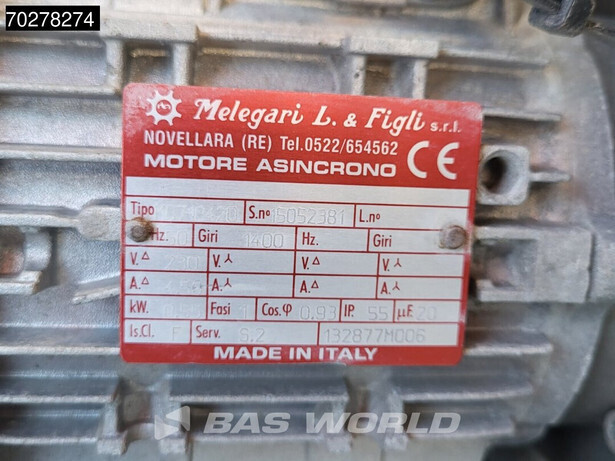 70278274
Melegari L. & Figli s.r.l.
NOVELLARA (RE) Tel.0522/654562
MOTORE ASINCRONO CE
Tipo S.nº 15052381 L.nº
Hz. Giri 1400 Hz. Giri
V.Δ V.⅄ V.Δ V.⅄
A.Δ A.⅄ A.Δ A.⅄
kW. Fasi 1 Cos.φ 0,93 IP. 55 μF. 20
Is.Cl. F Serv. S.2 132877M006
MADE IN ITALY
BAS WORLD